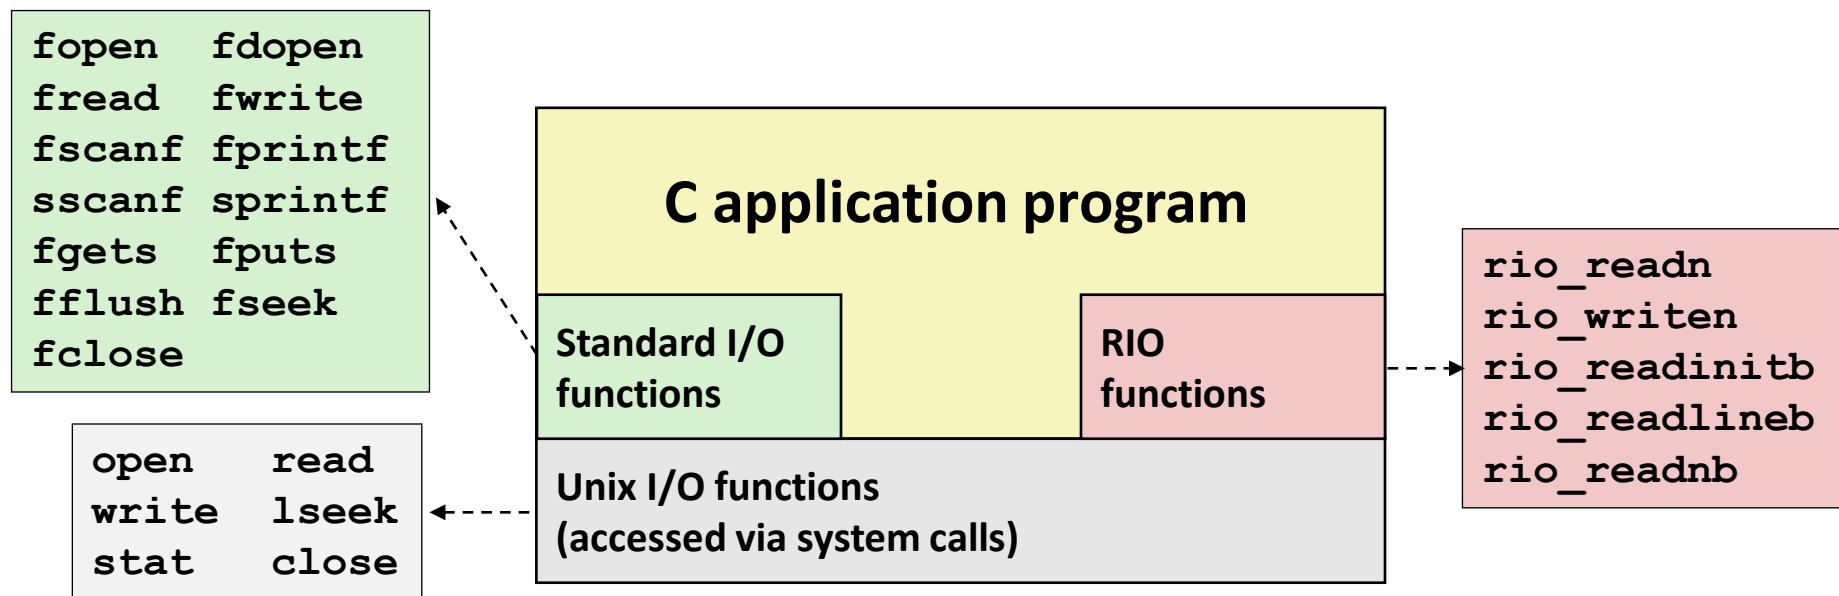 fopen fdopen
fread fwrite
fscanf fprintf
sscanf sprintf
fgets fputs
fflush fseek
fclose
C application program
Standard I/O
functions
RIO
functions
rio_readn
rio_writen
rio_readinitb
rio_readlineb
rio_readnb
open read
write lseek
stat close
Unix I/O functions
(accessed via system calls)